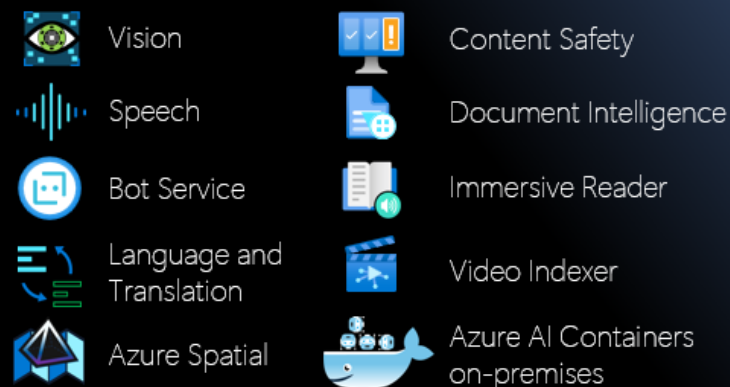 Vision
Speech
Bot Service
Language and
Translation
Azure Spatial
Content Safety
Document Intelligence
Immersive Reader
Video Indexer
Azure AI Containers
on-premises